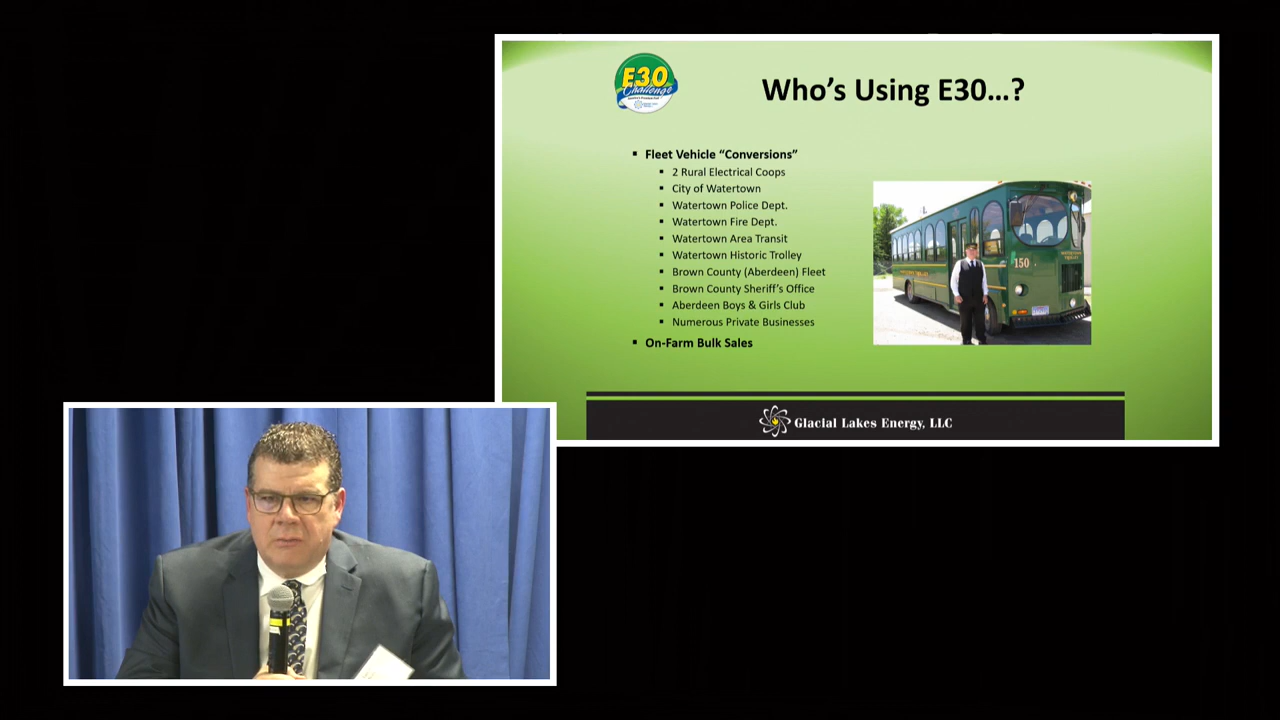 E30
Challenge
Who's Using E30...?
▪ Fleet Vehicle “Conversions”
▪ 2 Rural Electrical Coops
▪ City of Watertown
▪ Watertown Police Dept.
▪ Watertown Fire Dept.
▪ Watertown Area Transit
▪ Watertown Historic Trolley
▪ Brown County (Aberdeen) Fleet
▪ Brown County Sheriff’s Office
▪ Aberdeen Boys & Girls Club
▪ Numerous Private Businesses
▪ On-Farm Bulk Sales
150
Glacial Lakes Energy, LLC